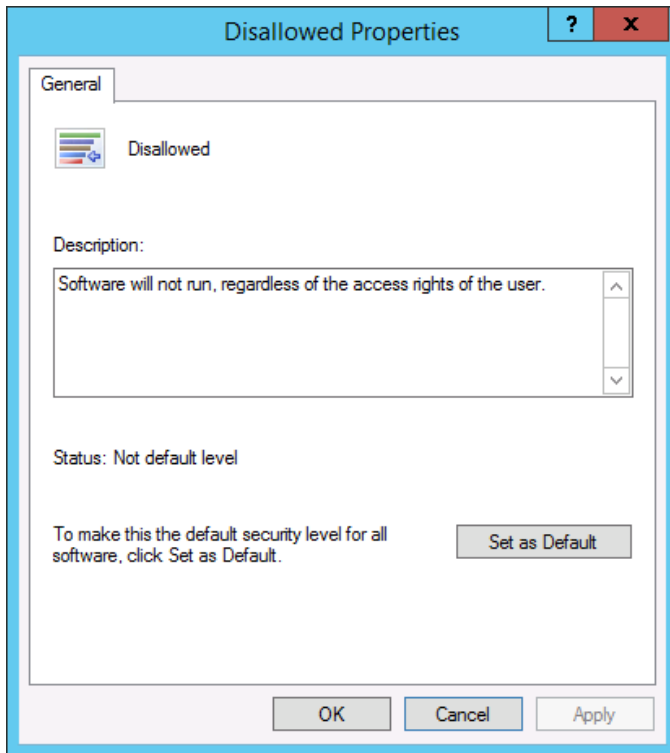 Disallowed Properties
?
x
General
Disallowed
Description:
Software will not run, regardless of the access rights of the user.
Status: Not default level
To make this the default security level for all
software, click Set as Default.
Set as Default
OK
Cancel
Apply